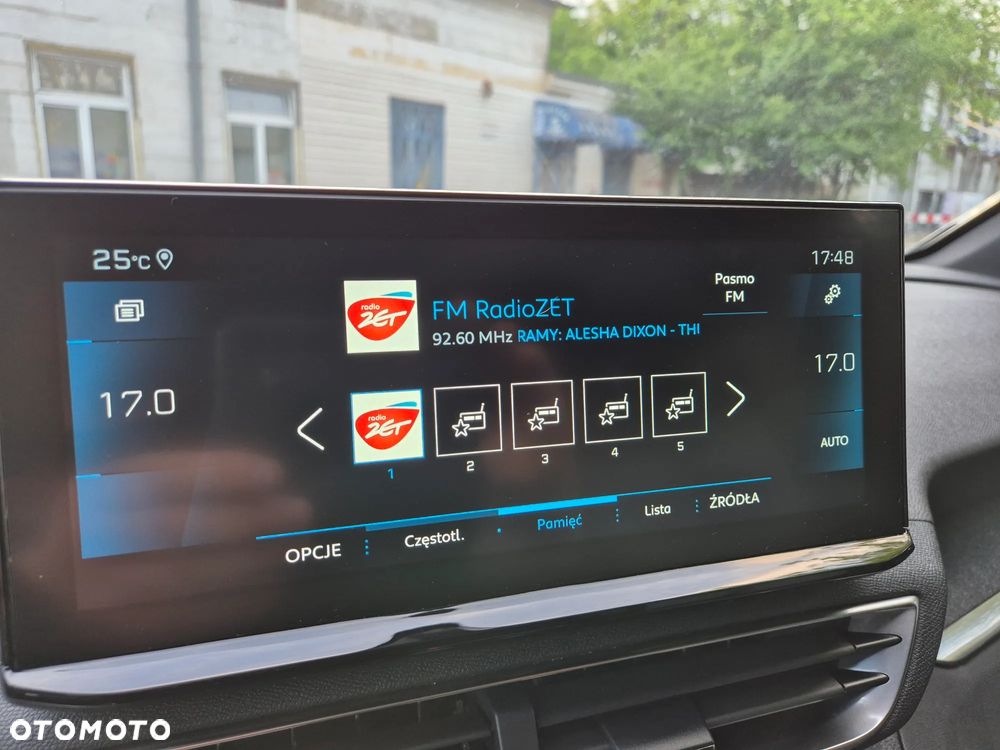 25°C
17:48
Pasmo
FM
radio
ZET
FM RadioZET
92.60 MHz RAMY: ALESHA DIXON - THI
17.0
17.0
radio
ZET
1
2
3
4
5
AUTO
OPCJE
Częstotl.
Pamięć
Lista
ŹRÓDŁA
OTOMOTO